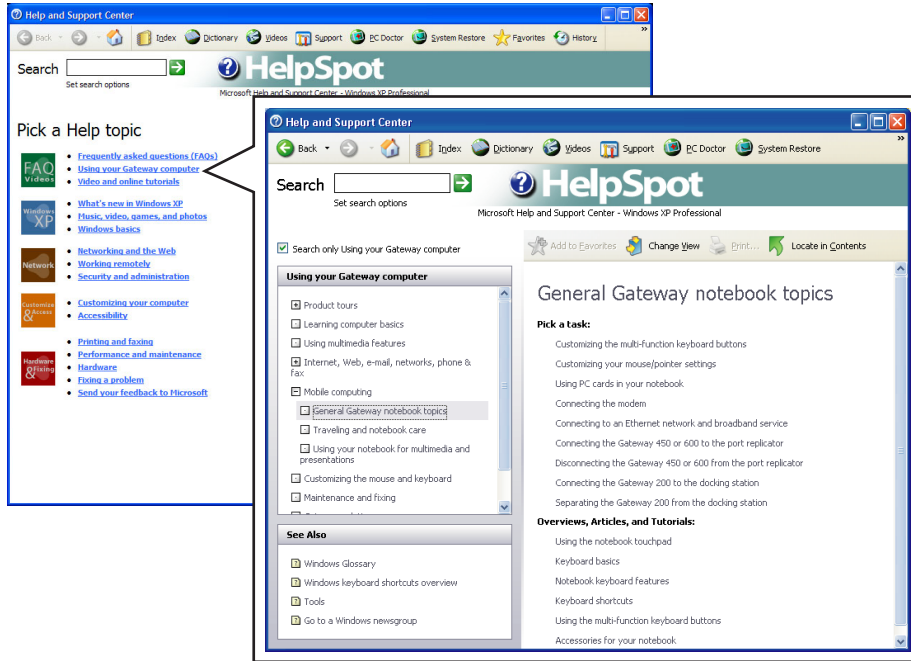 Help and Support Center
Back Index Dictionary Videos Support PC Doctor System Restore Favorites History »
Search
Set search options
? HelpSpot
Microsoft Help and Support Center - Windows XP Professional
Pick a Help topic
FAQ Videos
Frequently asked questions (FAQs)
Using your Gateway computer
Video and online tutorials
Windows XP
What's new in Windows XP
Music, video, games, and photos
Windows basics
Network
Networking and the Web
Working remotely
Security and administration
Customize & Access
Customizing your computer
Accessibility
Hardware & Fixing
Printing and faxing
Performance and maintenance
Hardware
Fixing a problem
Send your feedback to Microsoft
Help and Support Center
Back Index Dictionary Videos Support PC Doctor System Restore »
Search
Set search options
? HelpSpot
Microsoft Help and Support Center - Windows XP Professional
Search only Using your Gateway computer
Add to Favorites Change View Print... Locate in Contents
Using your Gateway computer
Product tours
Learning computer basics
Using multimedia features
Internet, Web, e-mail, networks, phone &
fax
Mobile computing
General Gateway notebook topics
Traveling and notebook care
Using your notebook for multimedia and
presentations
Customizing the mouse and keyboard
Maintenance and fixing
See Also
Windows Glossary
Windows keyboard shortcuts overview
Tools
Go to a Windows newsgroup
General Gateway notebook topics
Pick a task:
Customizing the multi-function keyboard buttons
Customizing your mouse/pointer settings
Using PC cards in your notebook
Connecting the modem
Connecting to an Ethernet network and broadband service
Connecting the Gateway 450 or 600 to the port replicator
Disconnecting the Gateway 450 or 600 from the port replicator
Connecting the Gateway 200 to the docking station
Separating the Gateway 200 from the docking station
Overviews, Articles, and Tutorials:
Using the notebook touchpad
Keyboard basics
Notebook keyboard features
Keyboard shortcuts
Using the multi-function keyboard buttons
Accessories for your notebook